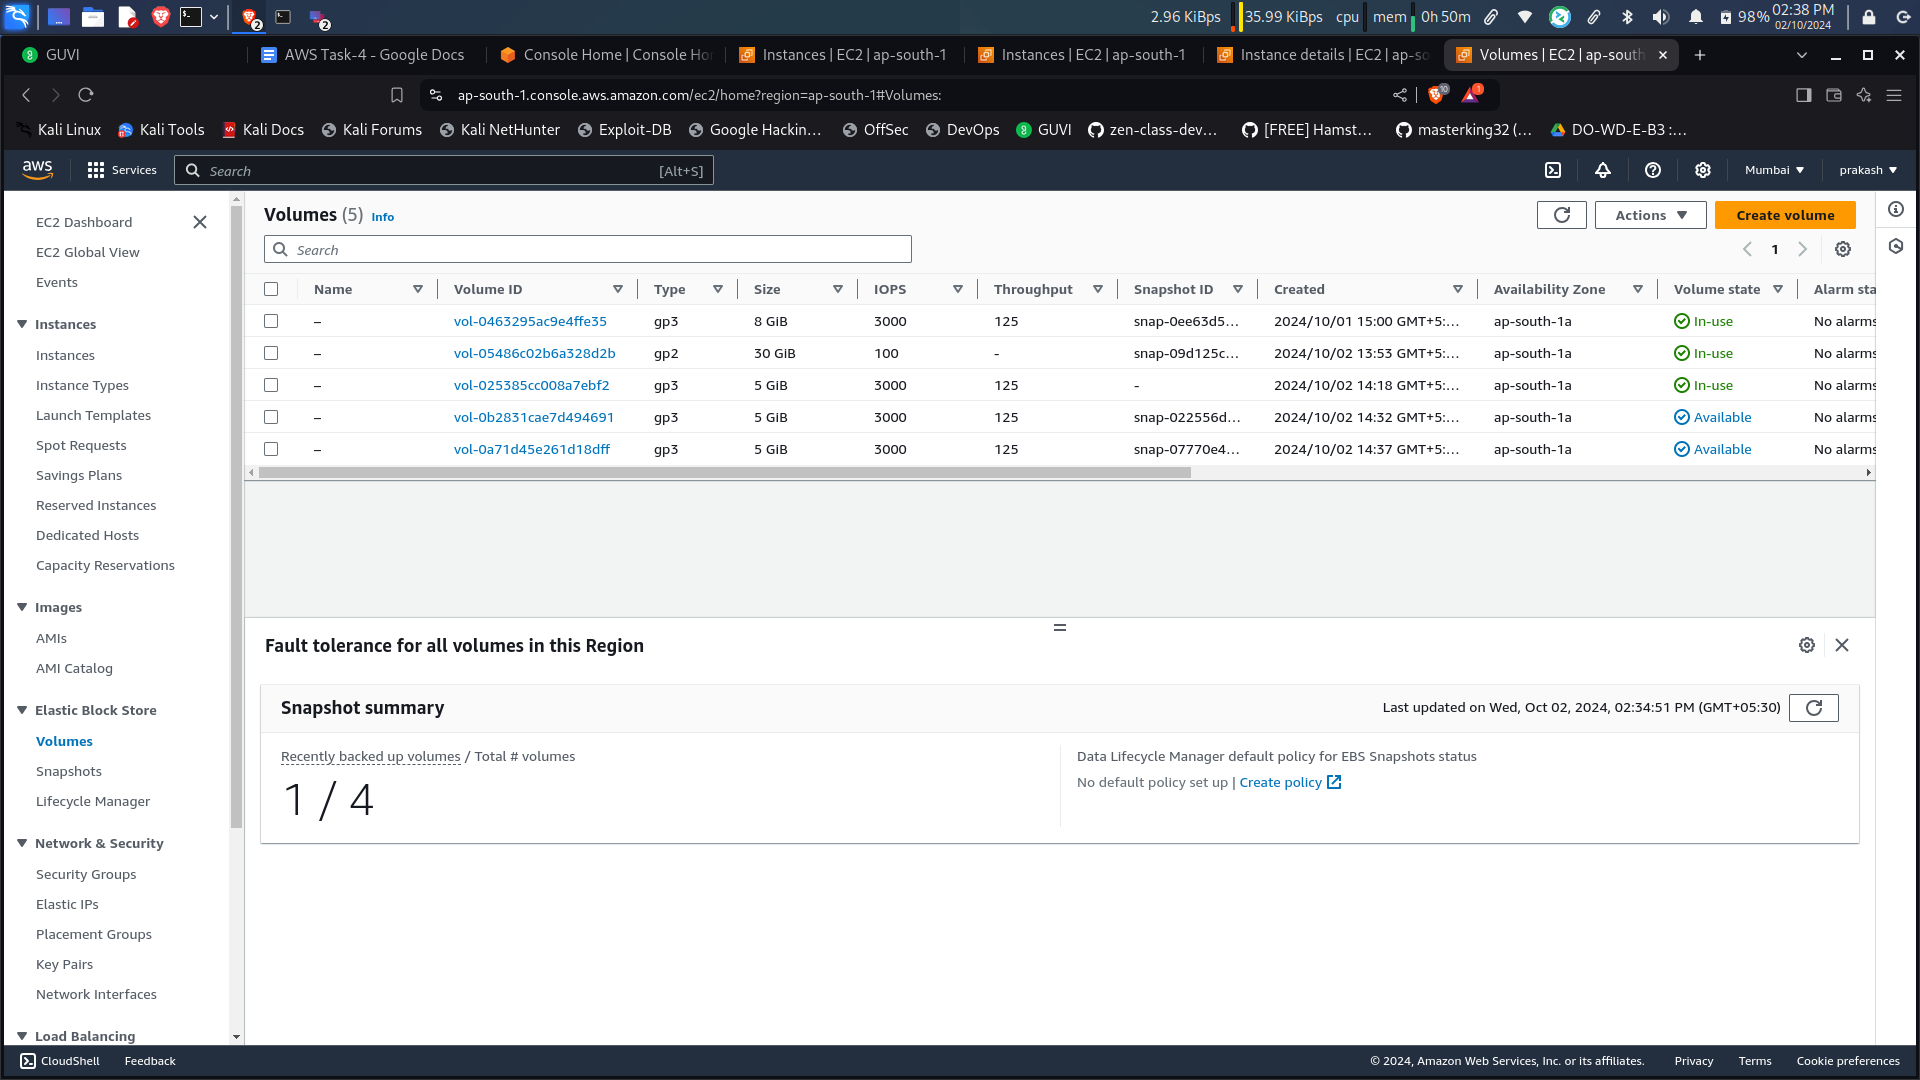 2.96 KiBps 35.99 KiBps cpu mem 0h 50m 98% 02:38 PM
02/10/2024
GUVI
AWS Task-4 - Google Docs
Console Home | Console Hor
Instances | EC2 | ap-south-1
Instances | EC2 | ap-south-1
Instance details | EC2 | ap-so
Volumes | EC2 | ap-south
ap-south-1.console.aws.amazon.com/ec2/home?region=ap-south-1#Volumes:
Kali Linux Kali Tools Kali Docs Kali Forums Kali NetHunter Exploit-DB Google Hackin... OffSec DevOps GUVI zen-class-dev... [FREE] Hamst... masterking32 (... DO-WD-E-B3 :...
aws Services Search [Alt+S] Mumbai prakash
EC2 Dashboard
EC2 Global View
Events
Instances
Instances
Instance Types
Launch Templates
Spot Requests
Savings Plans
Reserved Instances
Dedicated Hosts
Capacity Reservations
Images
AMIs
AMI Catalog
Elastic Block Store
Volumes
Snapshots
Lifecycle Manager
Network & Security
Security Groups
Elastic IPs
Placement Groups
Key Pairs
Network Interfaces
Load Balancing
Volumes (5) Info
Actions Create volume
Search
1
Name Volume ID Type Size IOPS Throughput Snapshot ID Created Availability Zone Volume state Alarm sta
– vol-0463295ac9e4ffe35 gp3 8 GiB 3000 125 snap-0ee63d5... 2024/10/01 15:00 GMT+5:... ap-south-1a In-use No alarms
– vol-05486c02b6a328d2b gp2 30 GiB 100 - snap-09d125c... 2024/10/02 13:53 GMT+5:... ap-south-1a In-use No alarms
– vol-025385cc008a7ebf2 gp3 5 GiB 3000 125 - 2024/10/02 14:18 GMT+5:... ap-south-1a In-use No alarms
– vol-0b2831cae7d494691 gp3 5 GiB 3000 125 snap-022556d... 2024/10/02 14:32 GMT+5:... ap-south-1a Available No alarms
– vol-0a71d45e261d18dff gp3 5 GiB 3000 125 snap-07770e4... 2024/10/02 14:37 GMT+5:... ap-south-1a Available No alarms
Fault tolerance for all volumes in this Region
Snapshot summary
Last updated on Wed, Oct 02, 2024, 02:34:51 PM (GMT+05:30)
Recently backed up volumes / Total # volumes
1 / 4
Data Lifecycle Manager default policy for EBS Snapshots status
No default policy set up | Create policy
CloudShell Feedback © 2024, Amazon Web Services, Inc. or its affiliates. Privacy Terms Cookie preferences